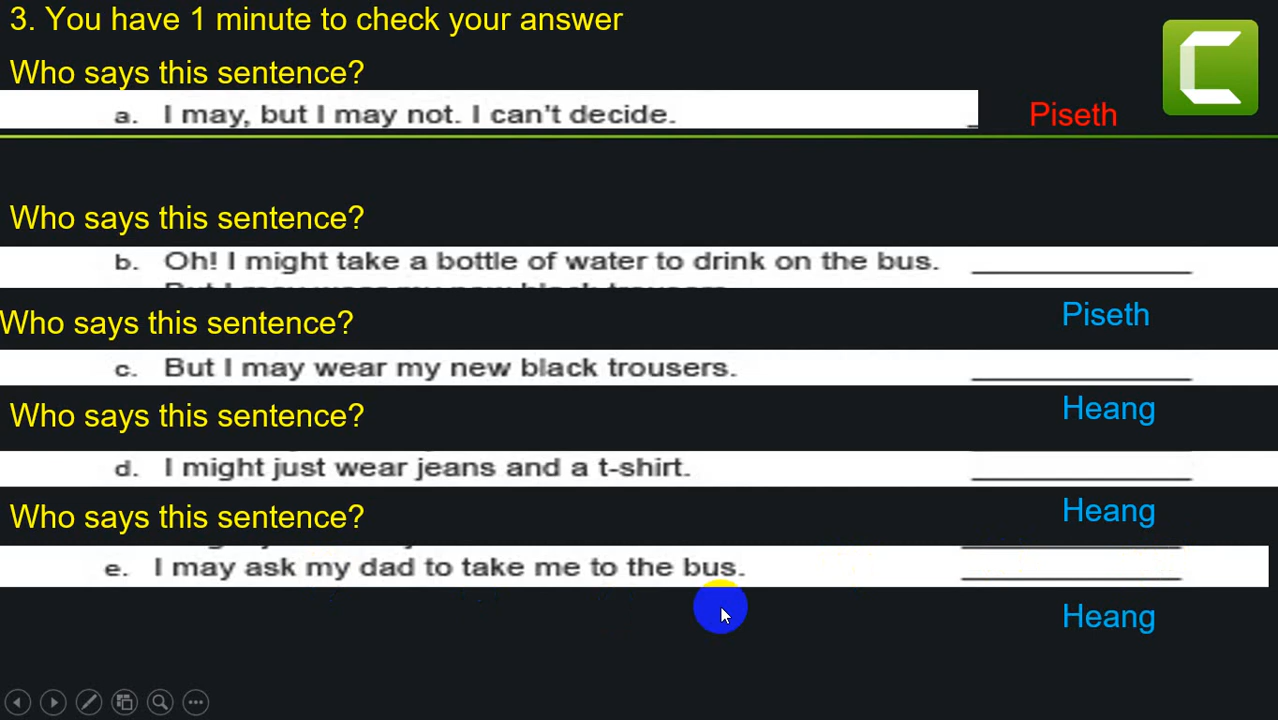 3. You have 1 minute to check your answer
Who says this sentence?
a. I may, but I may not. I can't decide. Piseth
Who says this sentence?
b. Oh! I might take a bottle of water to drink on the bus.
Piseth
Who says this sentence?
c. But I may wear my new black trousers.
Heang
Who says this sentence?
d. I might just wear jeans and a t-shirt.
Heang
Who says this sentence?
e. I may ask my dad to take me to the bus.
Heang